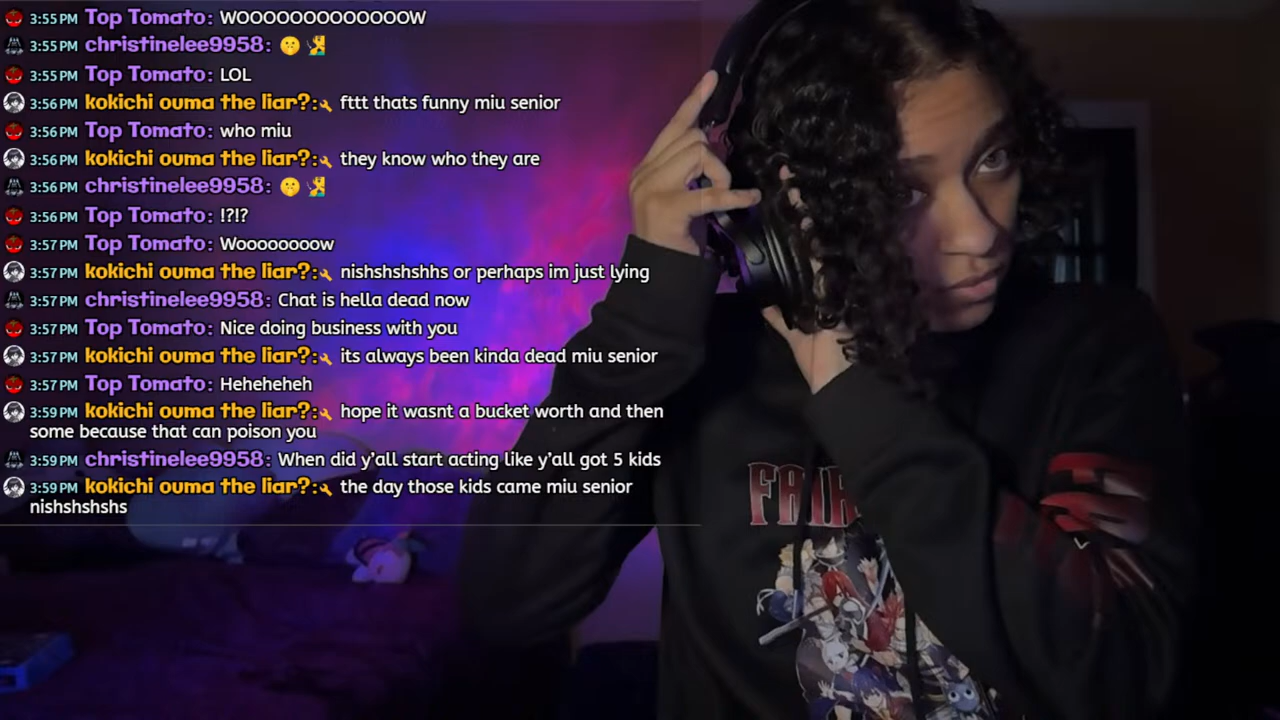 3:55 PM Top Tomato: WOOOOOOOOOOOOOW
3:55 PM christinelee9958: 🤫 🧏
3:55 PM Top Tomato: LOL
3:56 PM kokichi ouma the liar?: fttt thats funny miu senior
3:56 PM Top Tomato: who miu
3:56 PM kokichi ouma the liar?: they know who they are
3:56 PM christinelee9958: 🤫 🧏
3:56 PM Top Tomato: !?!?
3:57 PM Top Tomato: Woooooooow
3:57 PM kokichi ouma the liar?: nishshshshhs or perhaps im just lying
3:57 PM christinelee9958: Chat is hella dead now
3:57 PM Top Tomato: Nice doing business with you
3:57 PM kokichi ouma the liar?: its always been kinda dead miu senior
3:57 PM Top Tomato: Heheheheh
3:59 PM kokichi ouma the liar?: hope it wasnt a bucket worth and then
some because that can poison you
3:59 PM christinelee9958: When did y'all start acting like y'all got 5 kids
3:59 PM kokichi ouma the liar?: the day those kids came miu senior
nishshshshs
FAIR